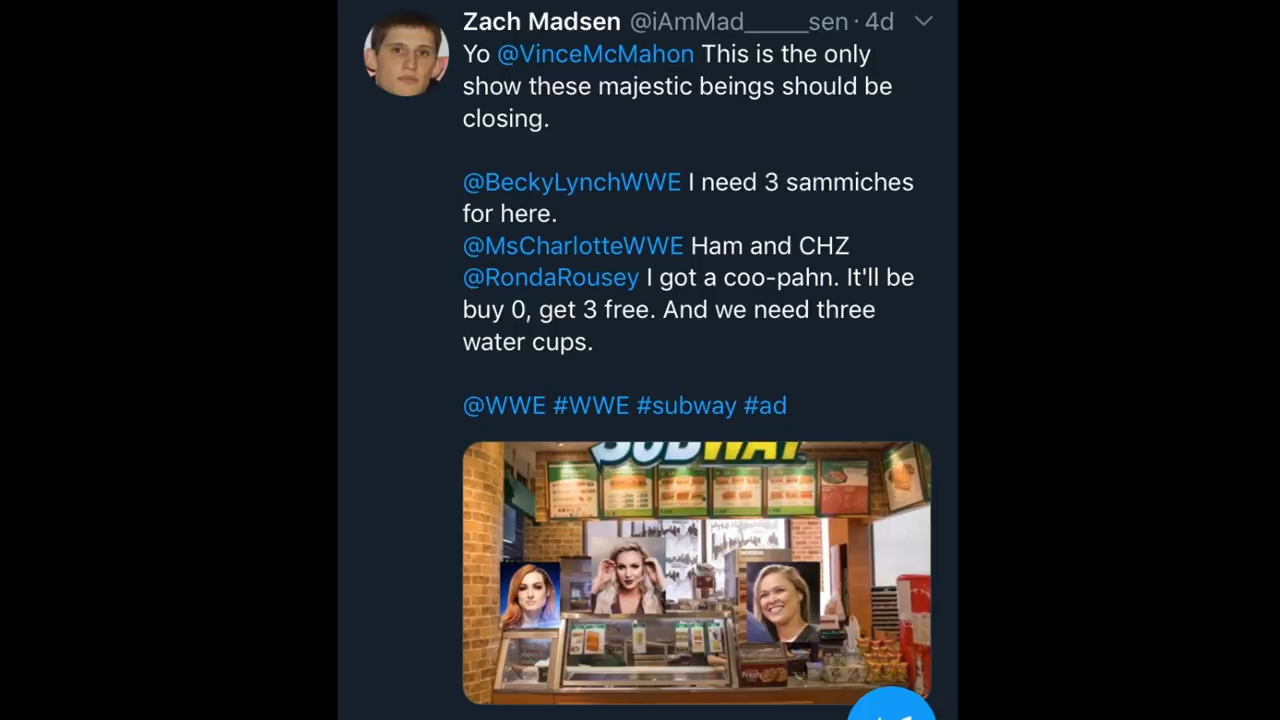 Zach Madsen @iAmMad_____sen · 4d
Yo @VinceMcMahon This is the only
show these majestic beings should be
closing.
@BeckyLynchWWE I need 3 sammiches
for here.
@MsCharlotteWWE Ham and CHZ
@RondaRousey I got a coo-pahn. It'll be
buy 0, get 3 free. And we need three
water cups.
@WWE #WWE #subway #ad
SUBWAY